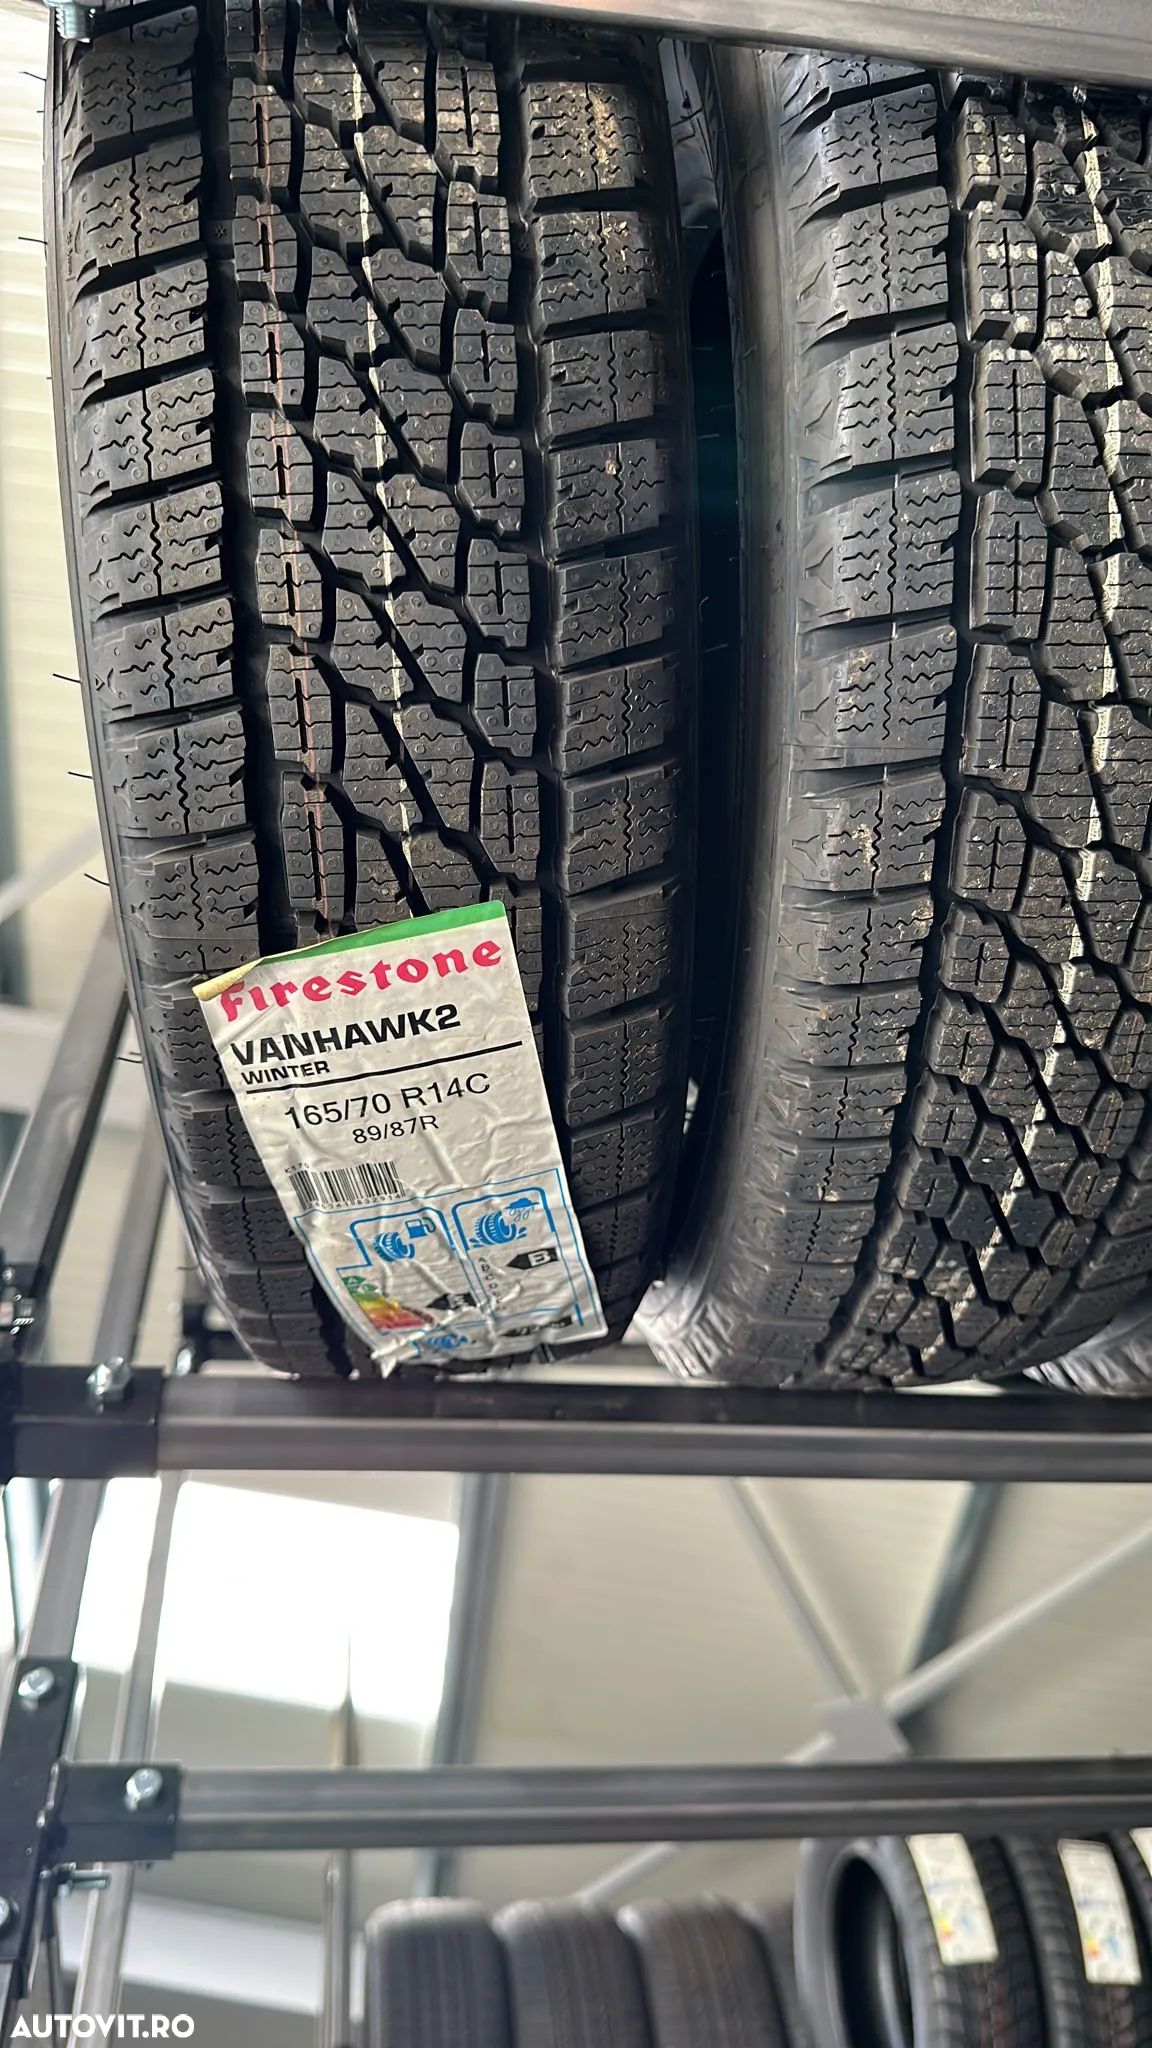 Firestone
VANHAWK2
WINTER
165/70 R14C
89/87R
B
AUTOVIT.RO